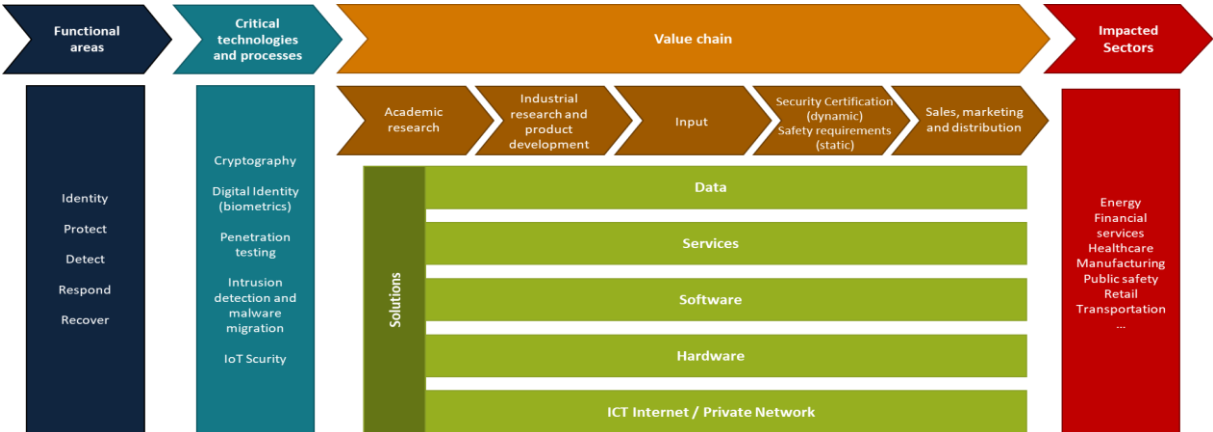 Functional
areas
Critical
technologies
and processes
Value chain
Impacted
Sectors
Identity
Protect
Detect
Respond
Recover
Cryptography
Digital Identity
(biometrics)
Penetration
testing
Intrusion
detection and
malware
migration
IoT Scurity
Academic
research
Industrial
research and
product
development
Input
Security Certification
(dynamic)
Safety requirements
(static)
Sales, marketing
and distribution
Solutions
Data
Services
Software
Hardware
ICT Internet / Private Network
Energy
Financial
services
Healthcare
Manufacturing
Public safety
Retail
Transportation
...